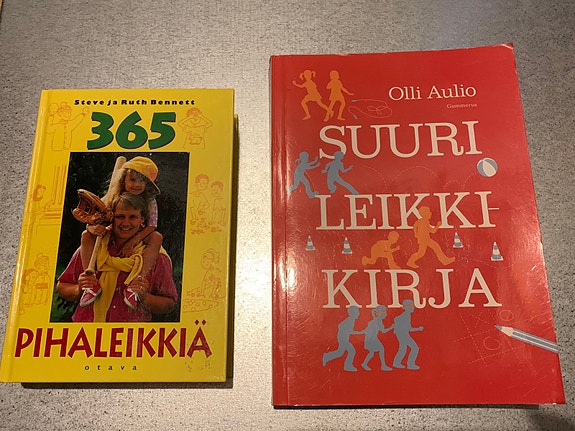 Steve ja Ruth Bennett
365
PIHALEIKKIÄ
otava
Olli Aulio
Gummerus
SUURI
LEIKKI-
KIRJA